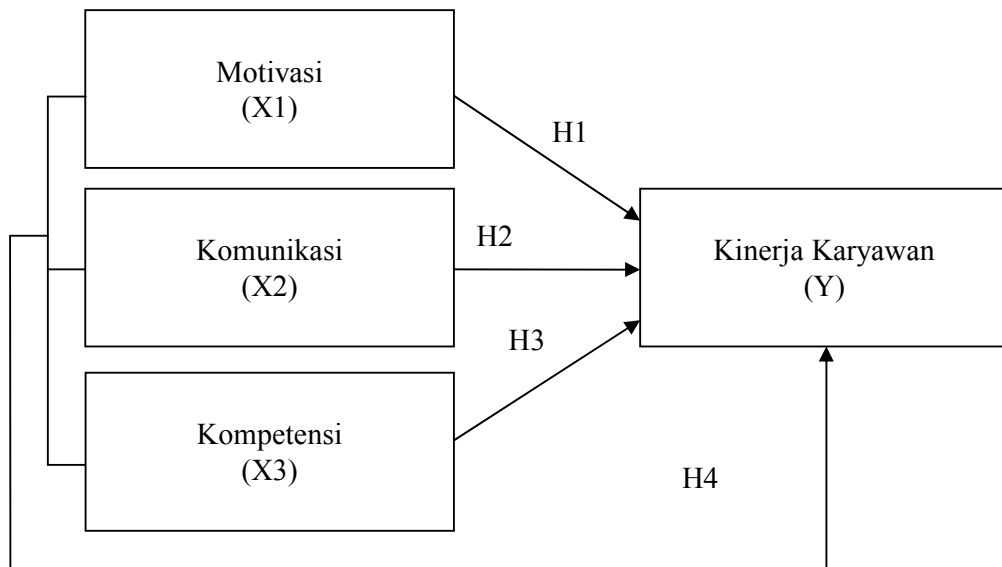 Motivasi
(X1)
H1
Komunikasi
(X2)
H2
Kinerja Karyawan
(Y)
H3
Kompetensi
(X3)
H4